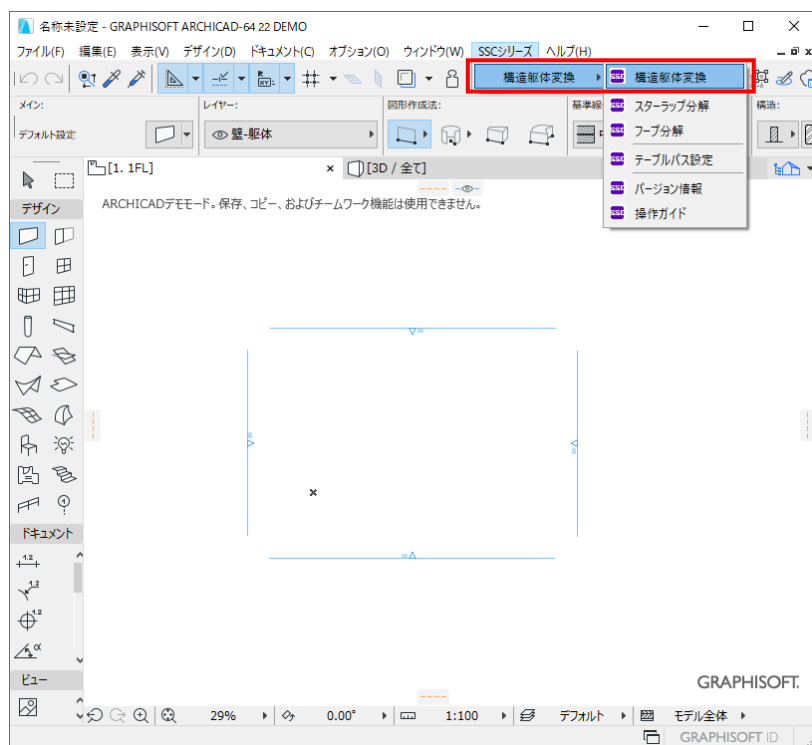 名称未設定 - GRAPHISOFT ARCHICAD-64 22 DEMO
ファイル(F) 編集(E) 表示(V) デザイン(D) ドキュメント(C) オプション(O) ウィンドウ(W) SSCシリーズ ヘルプ(H)
構造躯体変換
構造躯体変換
スターラップ分解
フープ分解
テーブルパス設定
バージョン情報
操作ガイド
メイン:
レイヤー:
図形作成法:
基準線
構造:
デフォルト設定
壁-躯体
[1. 1FL]
[3D / 全て]
ARCHICADデモモード。保存、コピー、およびチームワーク機能は使用できません。
デザイン
ドキュメント
1.2
1.2
1.2
α
ビュー
GRAPHISOFT.
29%
0.00°
1:100
デフォルト
モデル全体
GRAPHISOFT ID